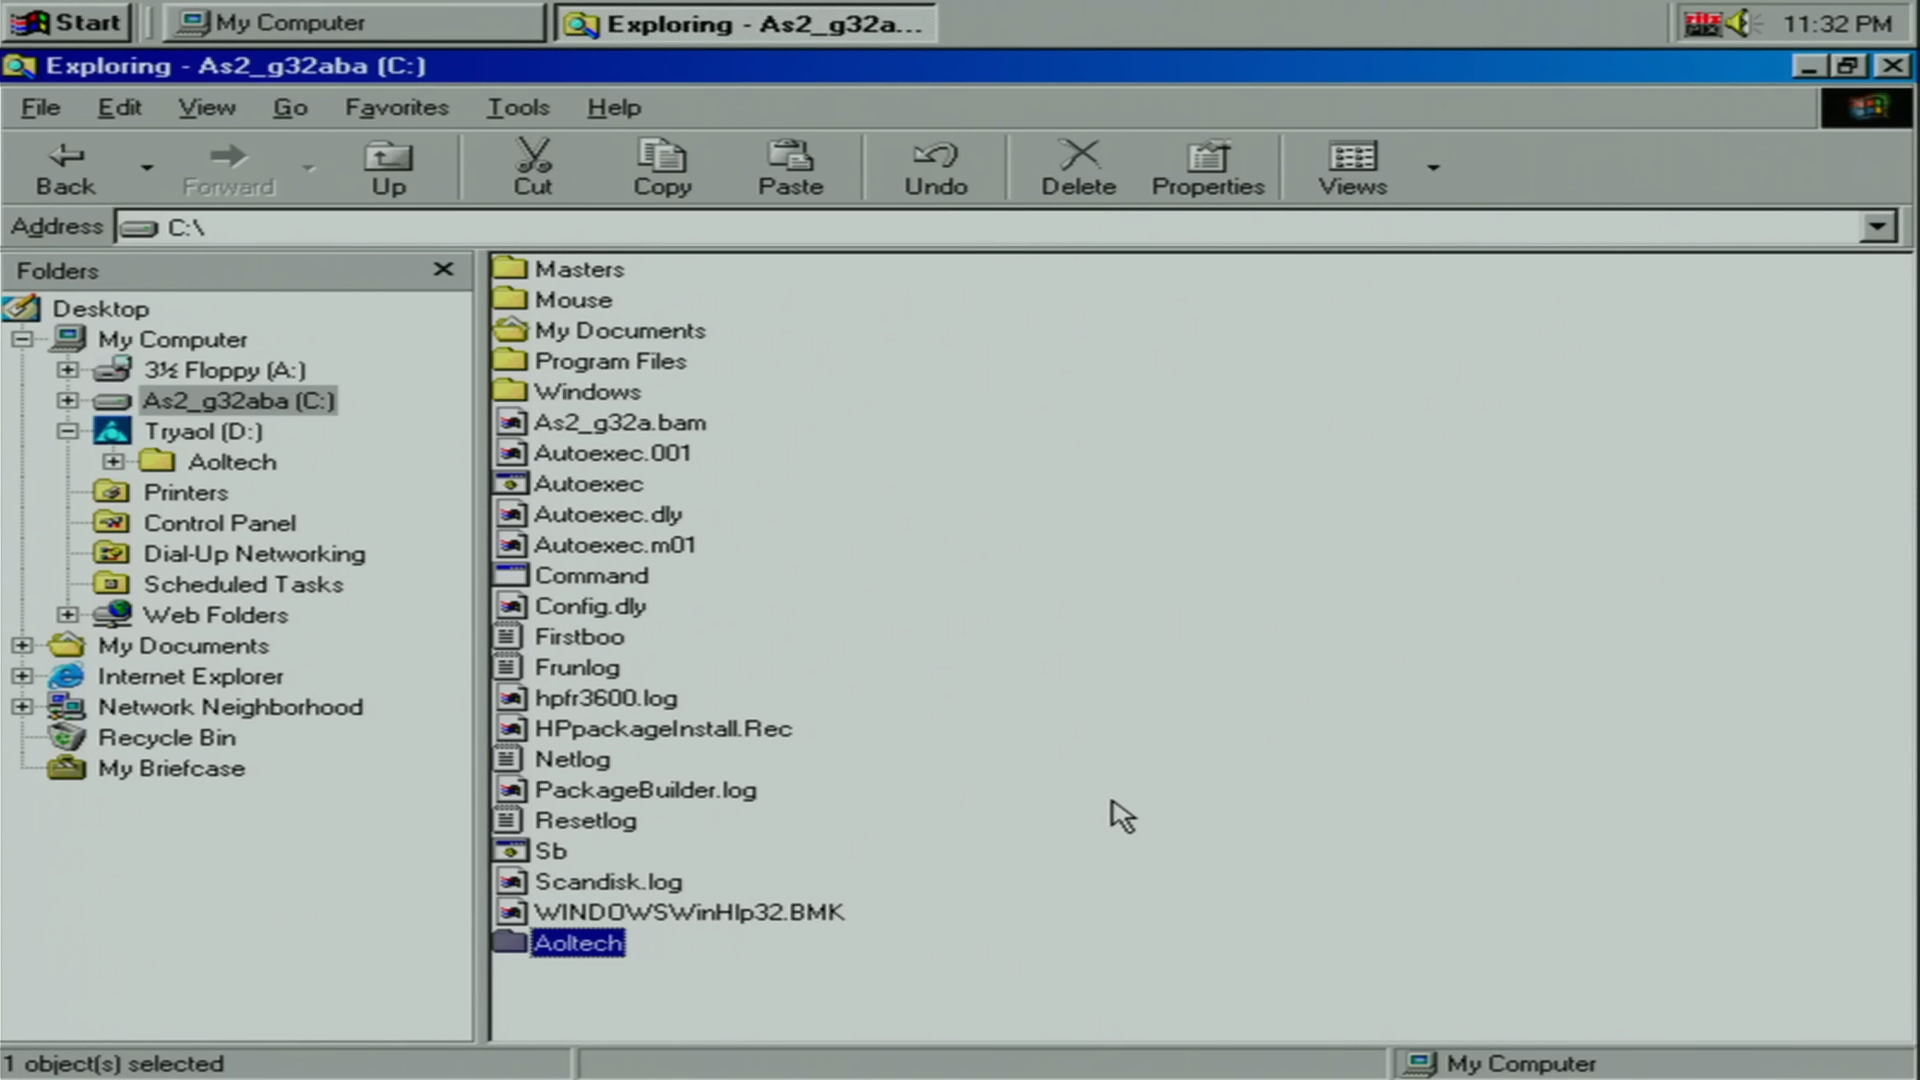 Start
My Computer
Exploring - As2_g32a...
11:32 PM
Exploring - As2_g32aba (C:)
File Edit View Go Favorites Tools Help
Back Forward Up Cut Copy Paste Undo Delete Properties Views
Address C:\
Folders
Desktop
My Computer
3½ Floppy (A:)
As2_g32aba (C:)
Tryaol (D:)
Aoltech
Printers
Control Panel
Dial-Up Networking
Scheduled Tasks
Web Folders
My Documents
Internet Explorer
Network Neighborhood
Recycle Bin
My Briefcase
Masters
Mouse
My Documents
Program Files
Windows
As2_g32a.bam
Autoexec.001
Autoexec
Autoexec.dly
Autoexec.m01
Command
Config.dly
Firstboo
Frunlog
hpfr3600.log
HPpackageInstall.Rec
Netlog
PackageBuilder.log
Resetlog
Sb
Scandisk.log
WINDOWSWinHlp32.BMK
Aoltech
1 object(s) selected
My Computer